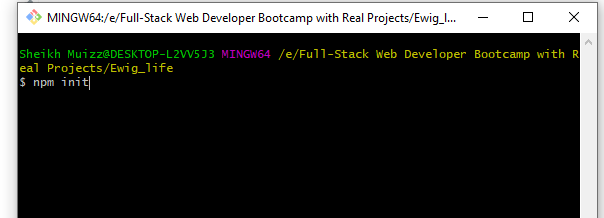 MINGW64:/e/Full-Stack Web Developer Bootcamp with Real Projects/Ewig_l...
Sheikh Muizz@DESKTOP-L2VV5J3 MINGW64 /e/Full-Stack Web Developer Bootcamp with R
eal Projects/Ewig_life
$ npm init